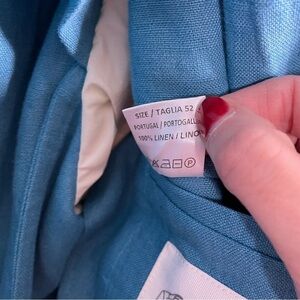 SIZE / TAGLIA 52
PORTUGAL / PORTOGALLO
100% LINEN / LINO
P